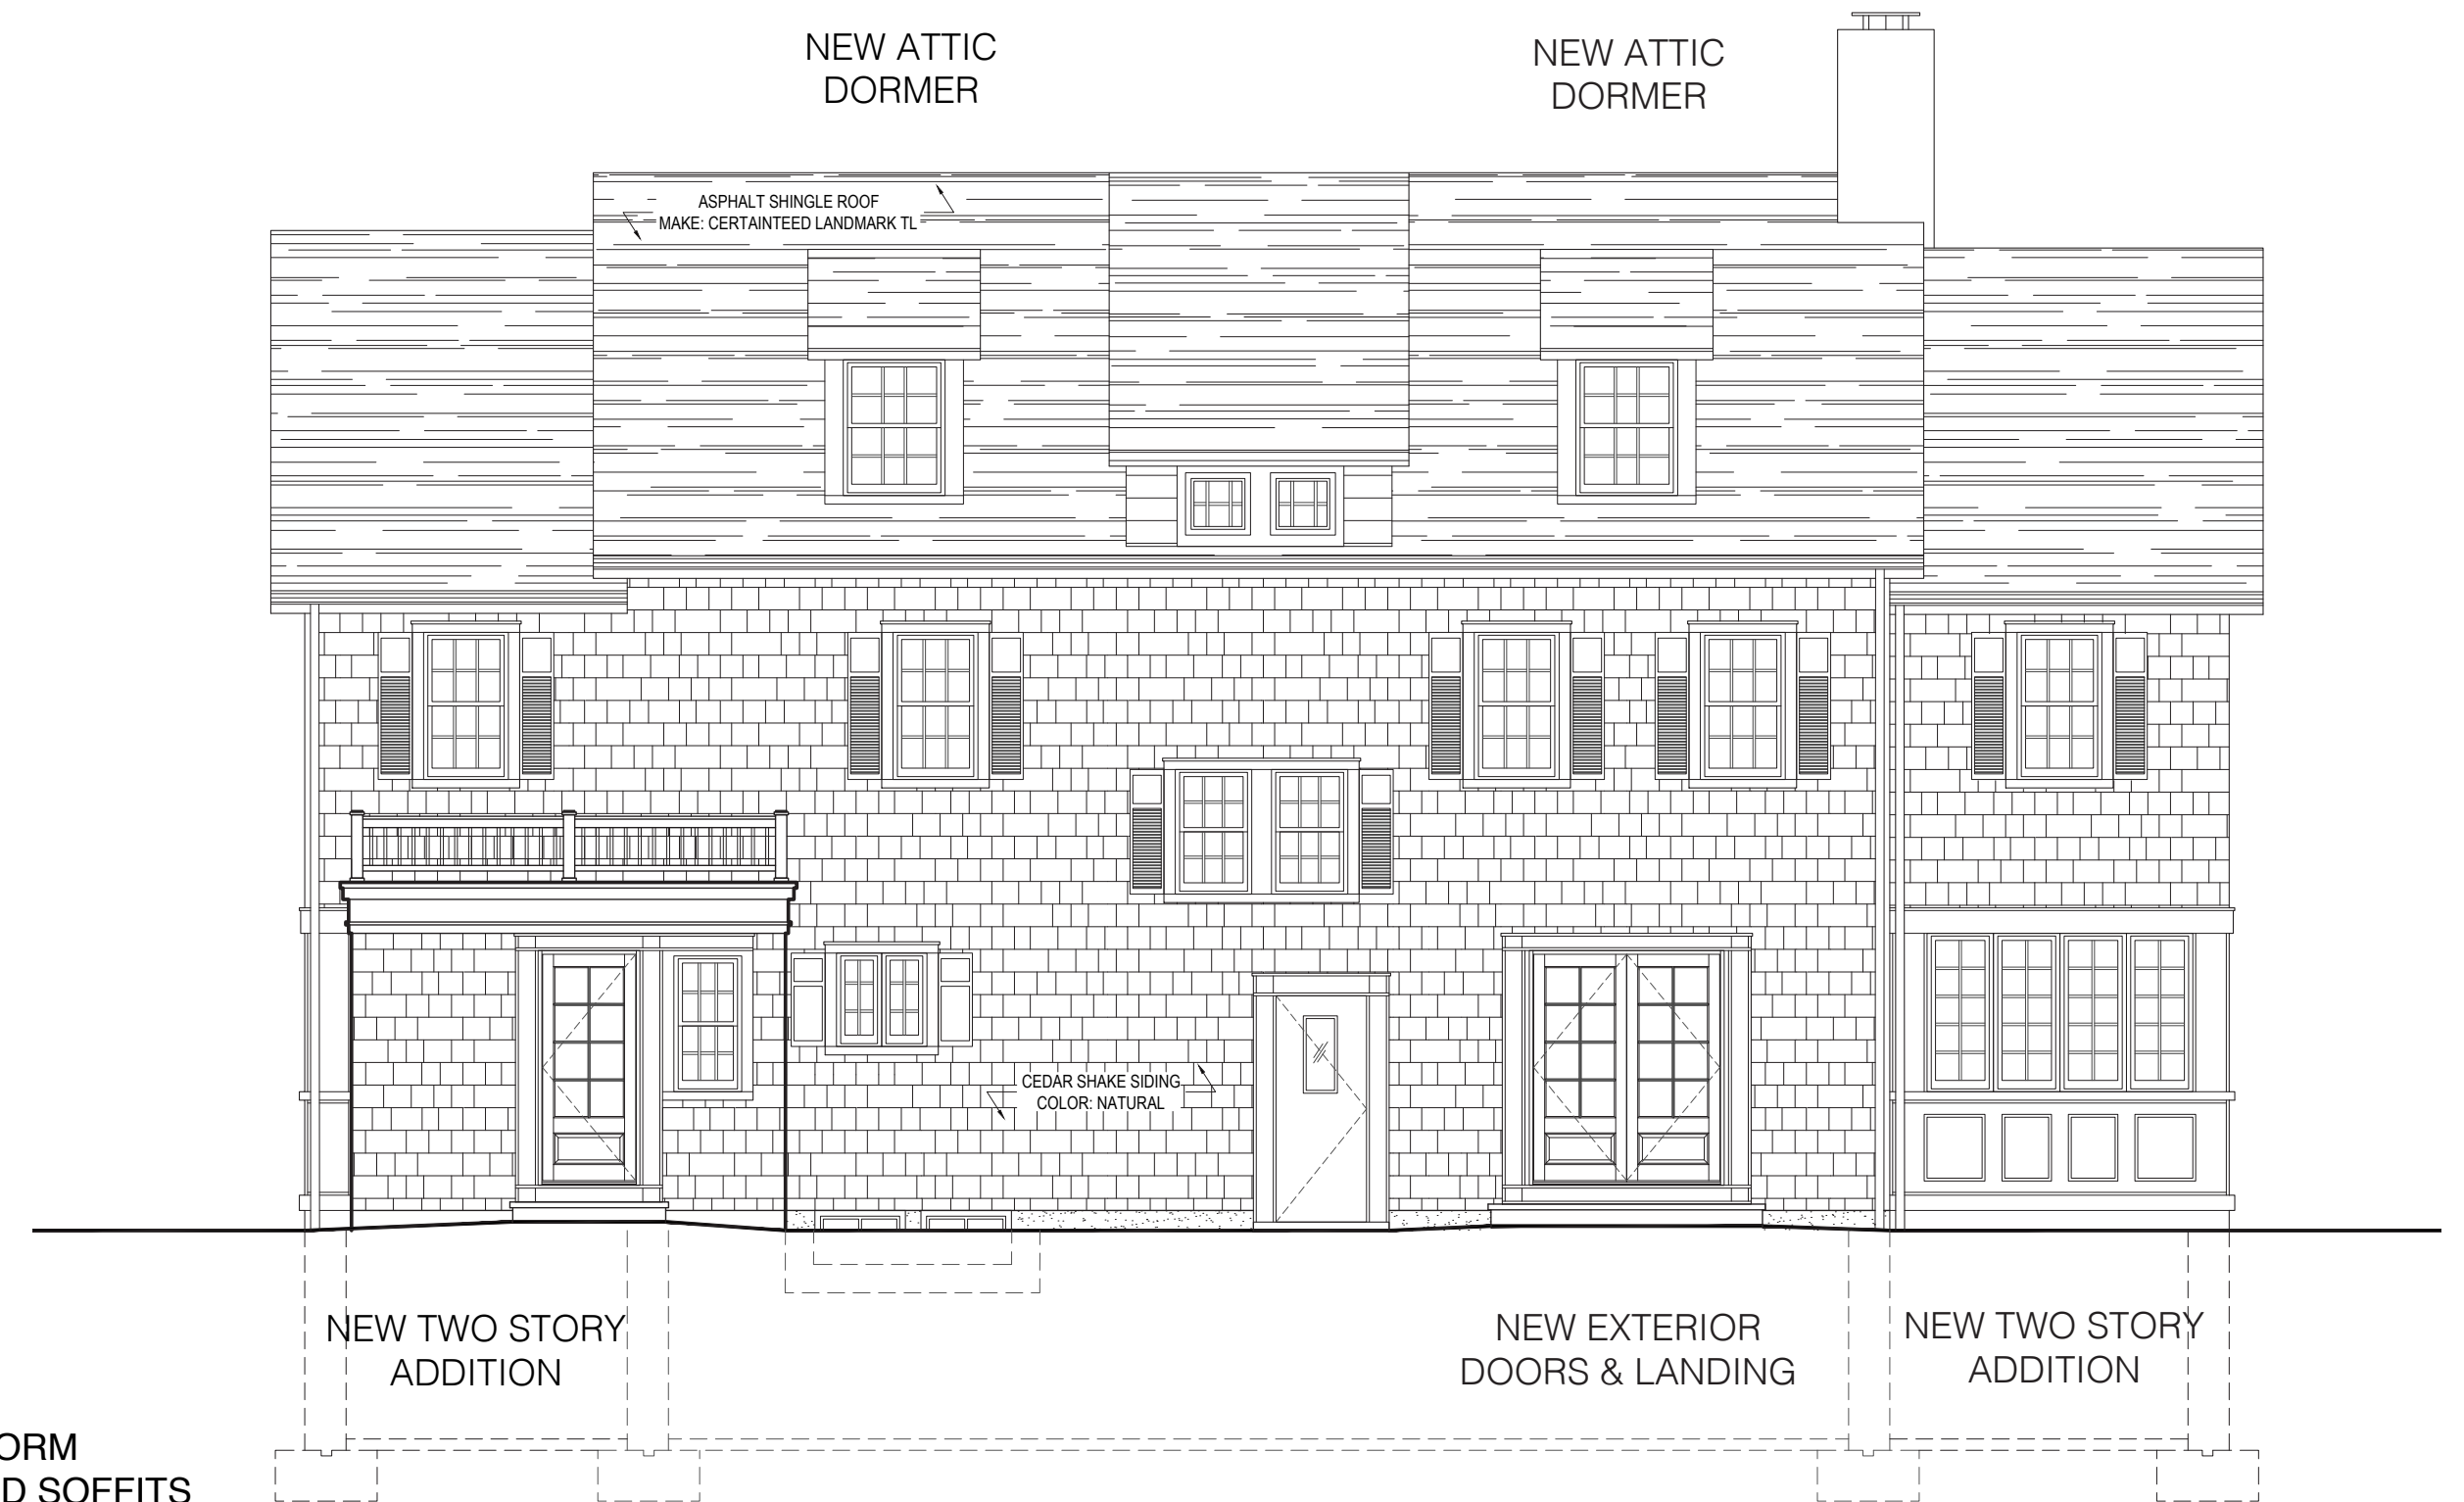 NEW ATTIC
DORMER
NEW ATTIC
DORMER
ASPHALT SHINGLE ROOF
MAKE: CERTAINTEED LANDMARK TL
CEDAR SHAKE SIDING
COLOR: NATURAL
NEW TWO STORY
ADDITION
NEW EXTERIOR
DOORS & LANDING
NEW TWO STORY
ADDITION
ORM
D SOFFITS